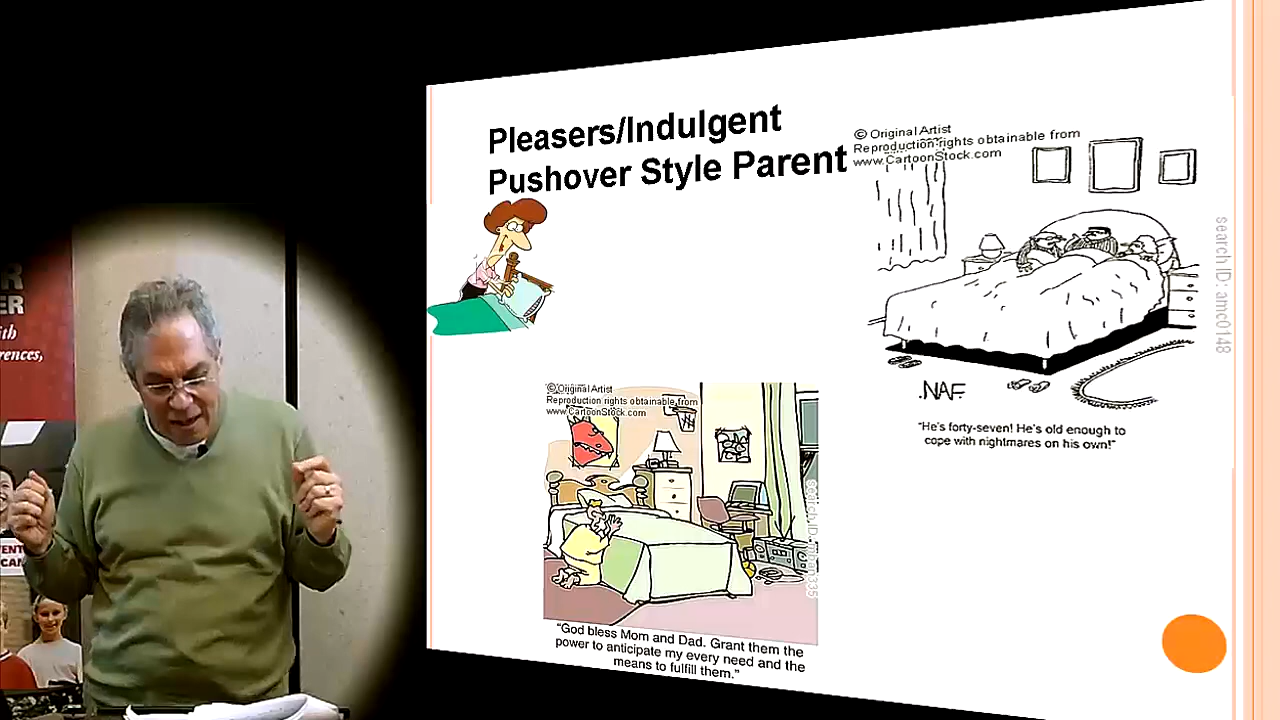 Pleasers/Indulgent
Pushover Style Parent
© Original Artist
Reproduction rights obtainable from
www.CartoonStock.com
search ID: amc0148
.NAF.
"He's forty-seven! He's old enough to
cope with nightmares on his own!"
© Original Artist
Reproduction rights obtainable from
www.CartoonStock.com
"God bless Mom and Dad. Grant them the
power to anticipate my every need and the
means to fulfill them."
R
ER
ith
rences,